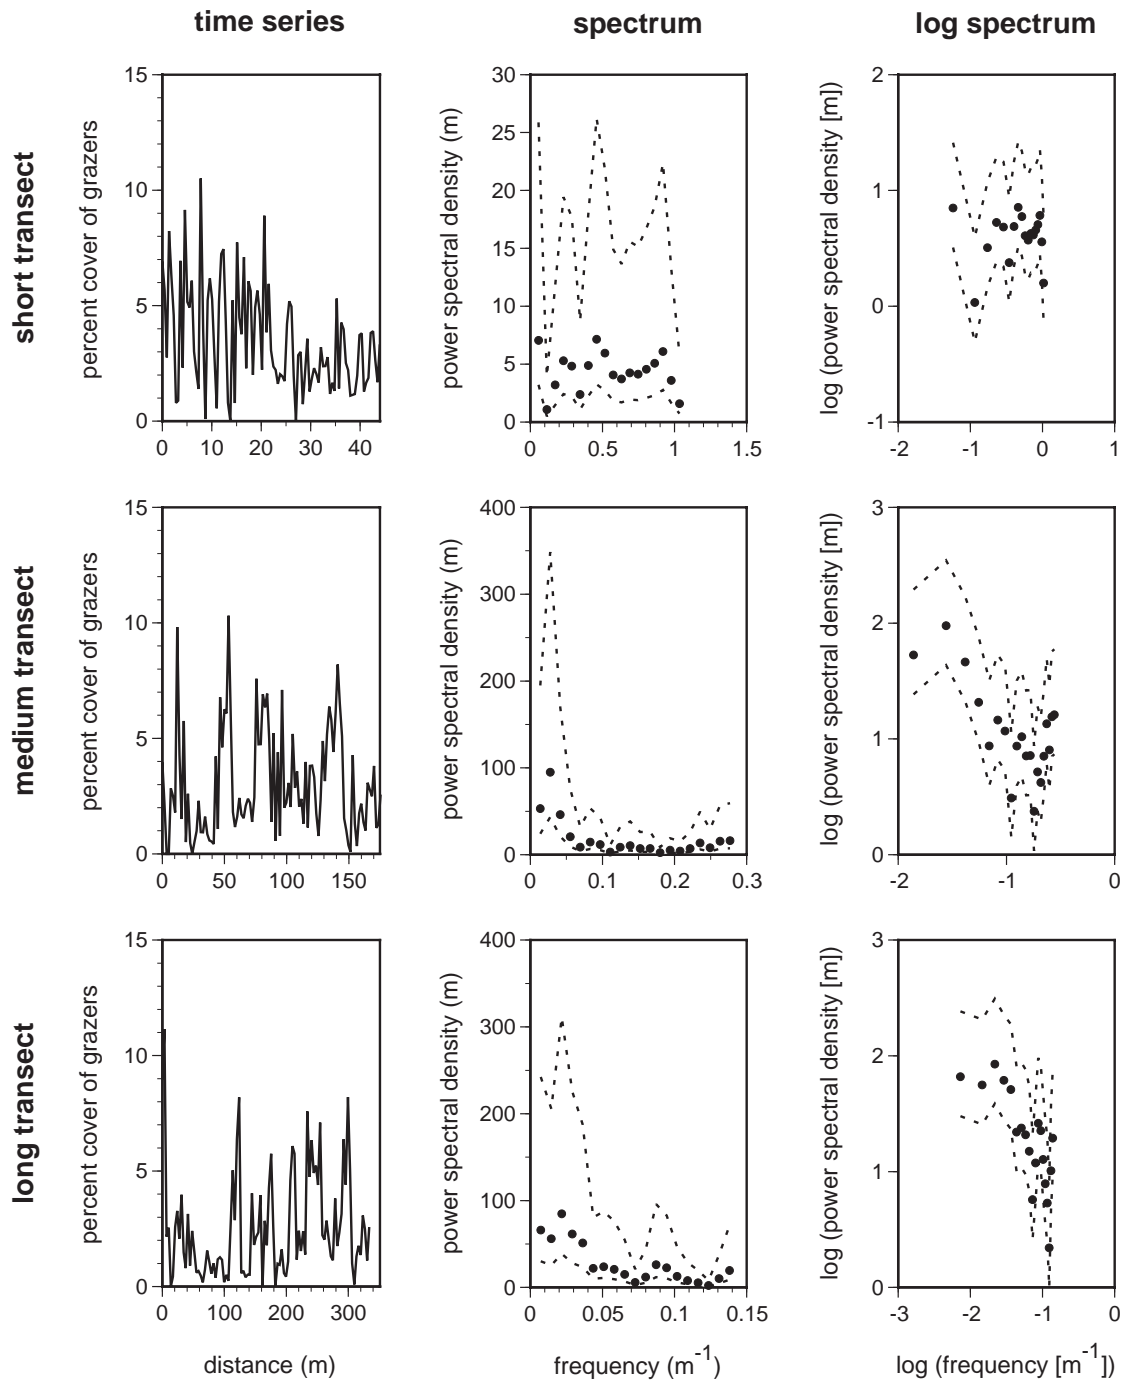 time series spectrum log spectrum
short transect
percent cover of grazers
15
10
5
0
0 10 20 30 40
power spectral density (m)
30
25
20
15
10
5
0
0 0.5 1 1.5
log (power spectral density [m])
2
1
0
-1
-2 -1 0 1
medium transect
percent cover of grazers
15
10
5
0
0 50 100 150
power spectral density (m)
400
300
200
100
0
0 0.1 0.2 0.3
log (power spectral density [m])
3
2
1
0
-2 -1 0
long transect
percent cover of grazers
15
10
5
0
0 100 200 300
distance (m)
power spectral density (m)
400
300
200
100
0
0 0.05 0.1 0.15
frequency (m⁻¹)
log (power spectral density [m])
3
2
1
0
-3 -2 -1 0
log (frequency [m⁻¹])